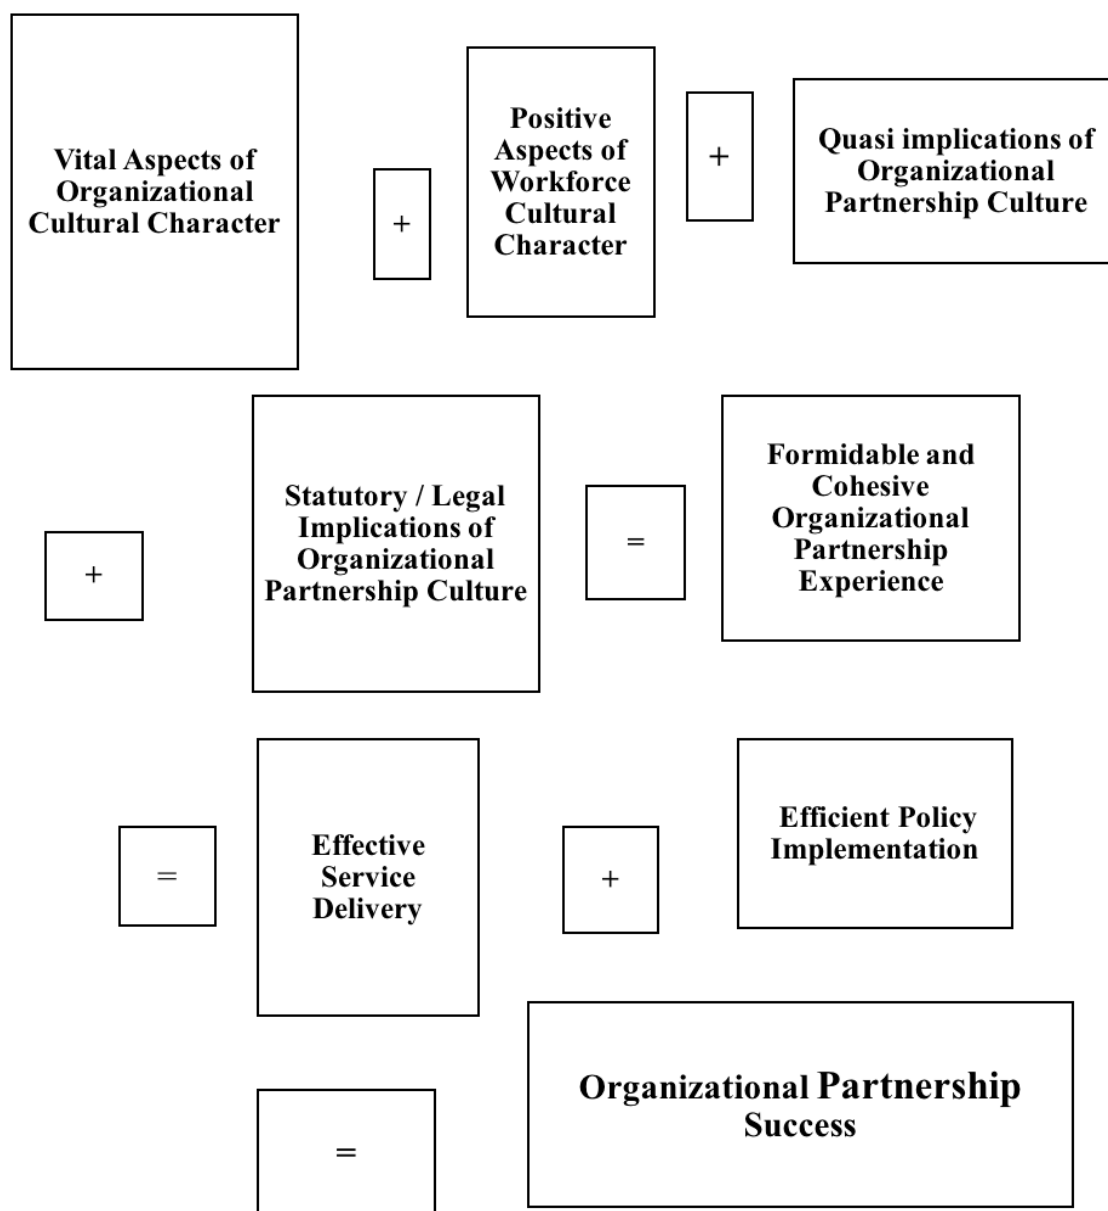 Vital Aspects of
Organizational
Cultural Character
+
Positive
Aspects of
Workforce
Cultural
Character
+
Quasi implications of
Organizational
Partnership Culture
+
Statutory / Legal
Implications of
Organizational
Partnership Culture
=
Formidable and
Cohesive
Organizational
Partnership
Experience
=
Effective
Service
Delivery
+
Efficient Policy
Implementation
=
Organizational Partnership
Success